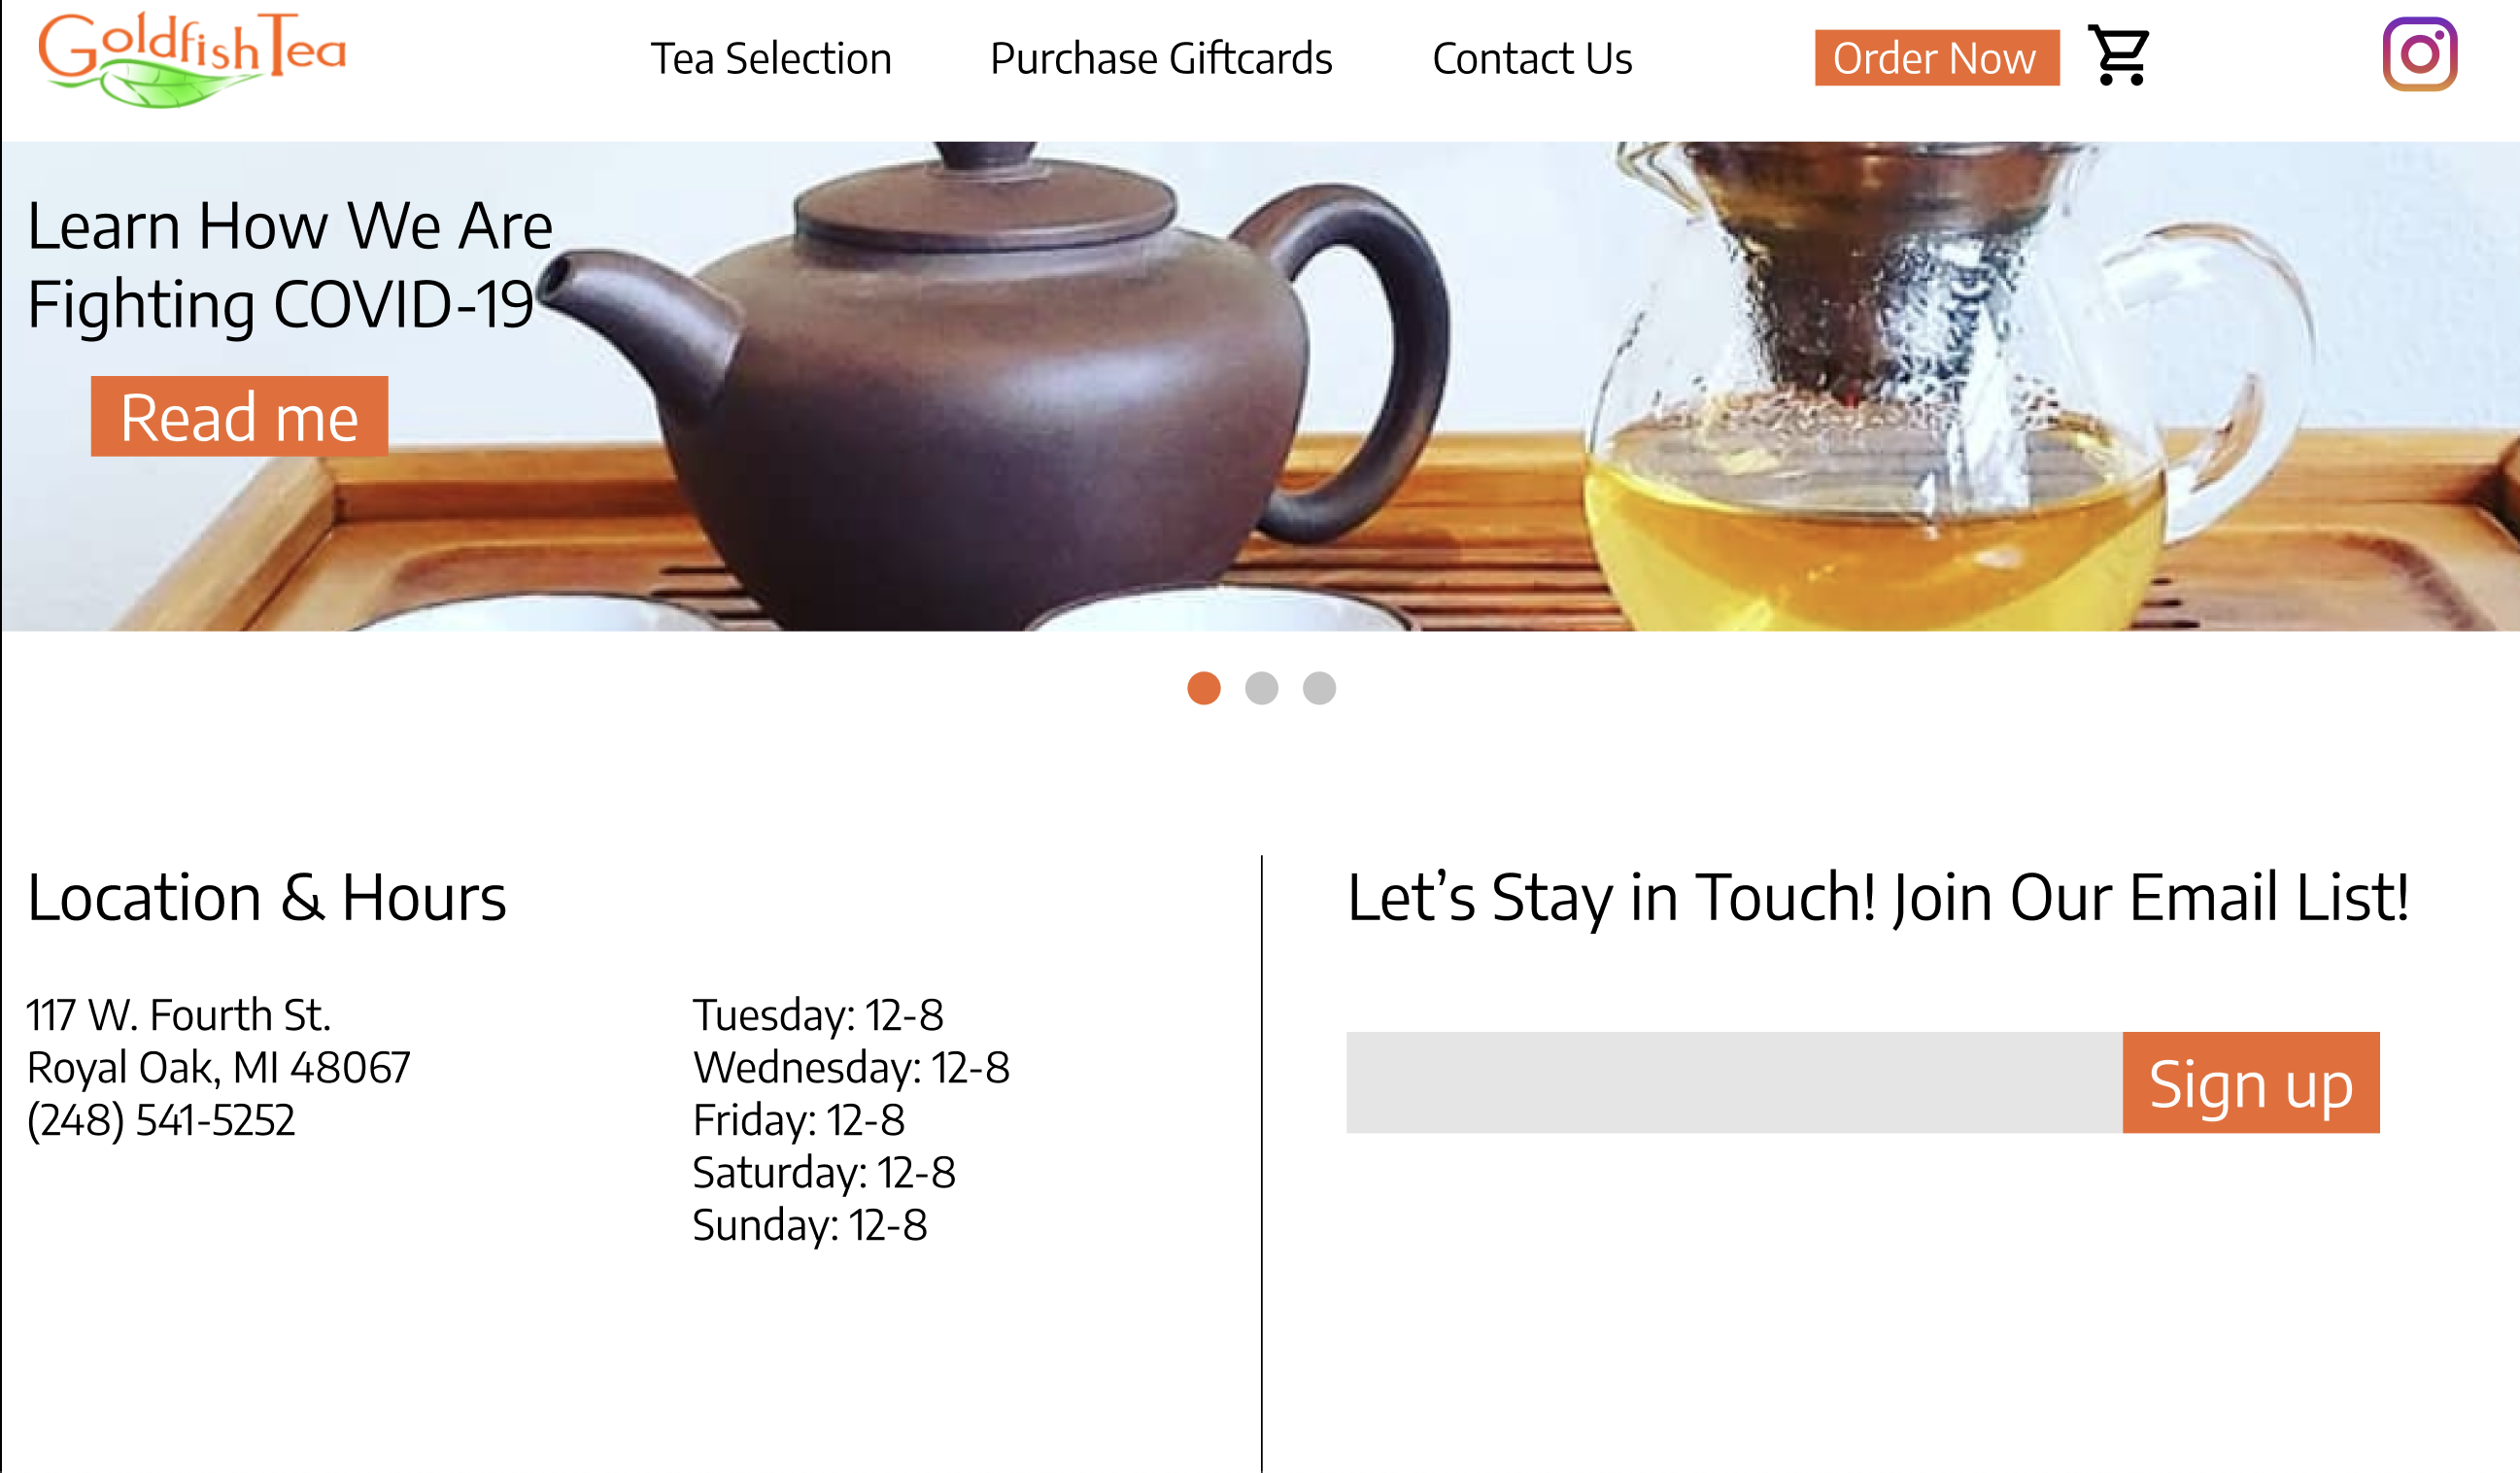 Goldfish Tea
Tea Selection
Purchase Giftcards
Contact Us
Order Now
Learn How We Are
Fighting COVID-19
Read me
Location & Hours
117 W. Fourth St.
Royal Oak, MI 48067
(248) 541-5252
Tuesday: 12-8
Wednesday: 12-8
Friday: 12-8
Saturday: 12-8
Sunday: 12-8
Let’s Stay in Touch! Join Our Email List!
Sign up